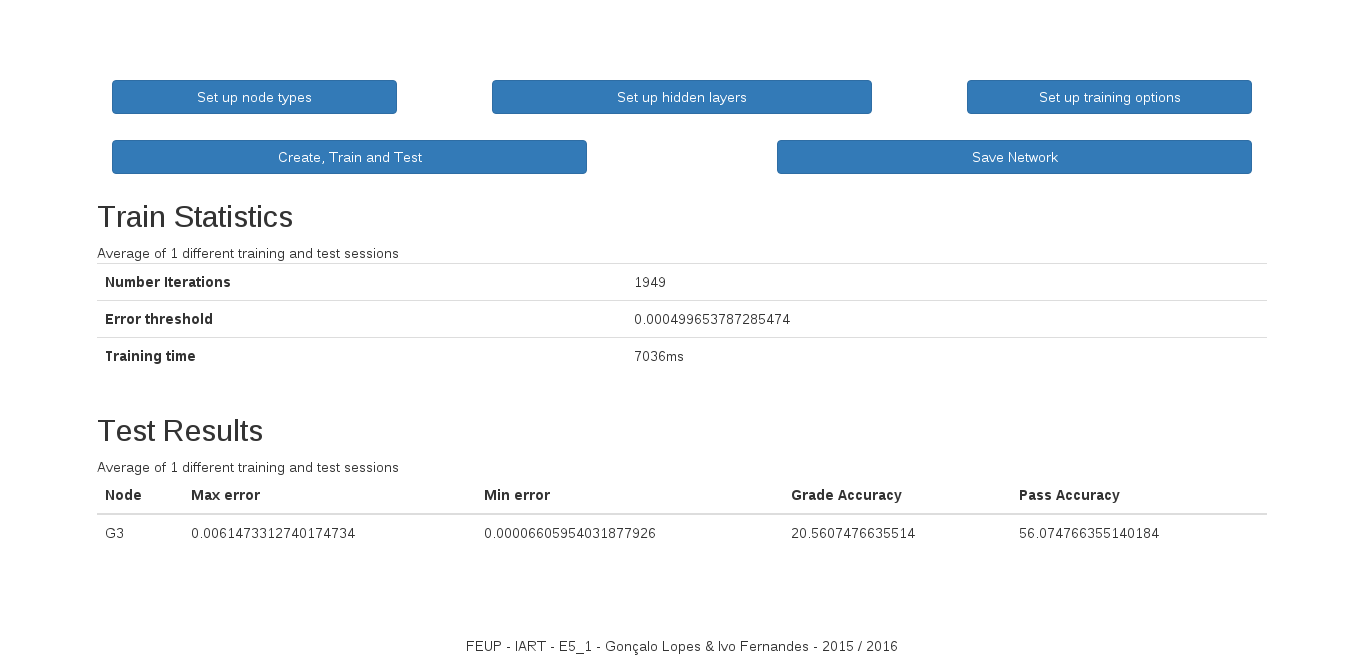 Set up node types Set up hidden layers Set up training options
Create, Train and Test Save Network
Train Statistics
Average of 1 different training and test sessions
Number Iterations 1949
Error threshold 0.000499653787285474
Training time 7036ms
Test Results
Average of 1 different training and test sessions
Node Max error Min error Grade Accuracy Pass Accuracy
G3 0.0061473312740174734 0.00006605954031877926 20.5607476635514 56.074766355140184
FEUP - IART - E5_1 - Gonçalo Lopes & Ivo Fernandes - 2015 / 2016